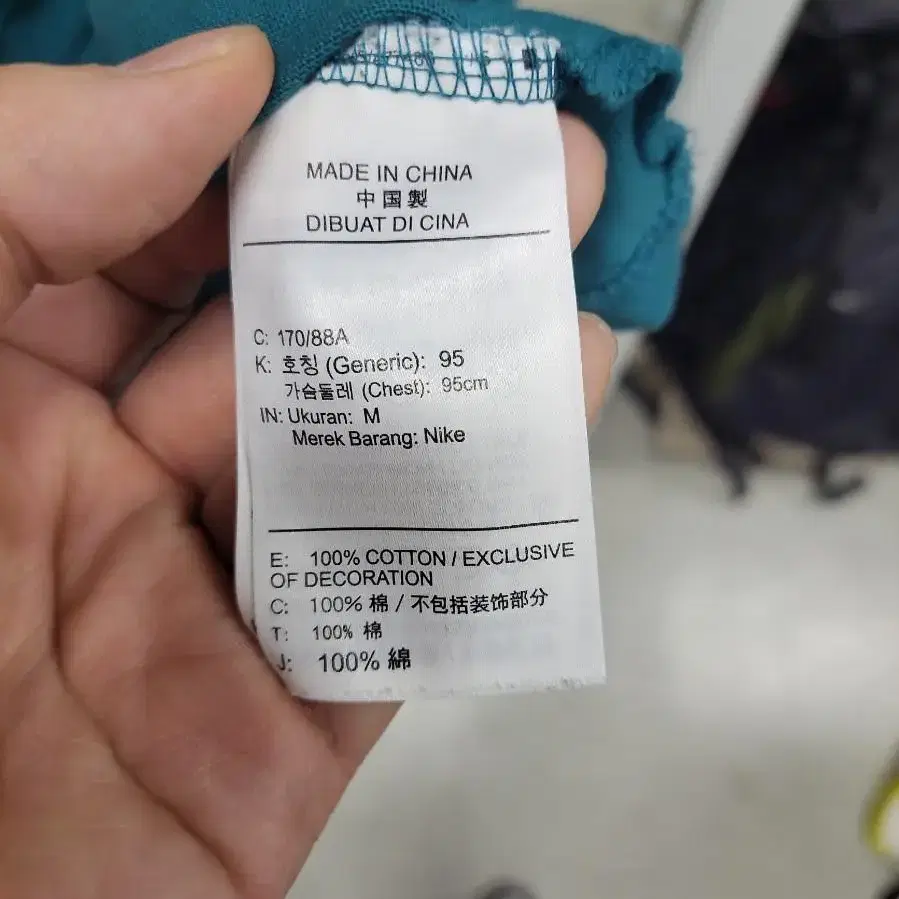 MADE IN CHINA
中国製
DIBUAT DI CINA
C: 170/88A
K: 호칭 (Generic): 95
가슴둘레 (Chest): 95cm
IN: Ukuran: M
Merek Barang: Nike
E: 100% COTTON / EXCLUSIVE
OF DECORATION
C: 100% 棉 / 不包括装饰部分
T: 100% 棉
J: 100% 綿